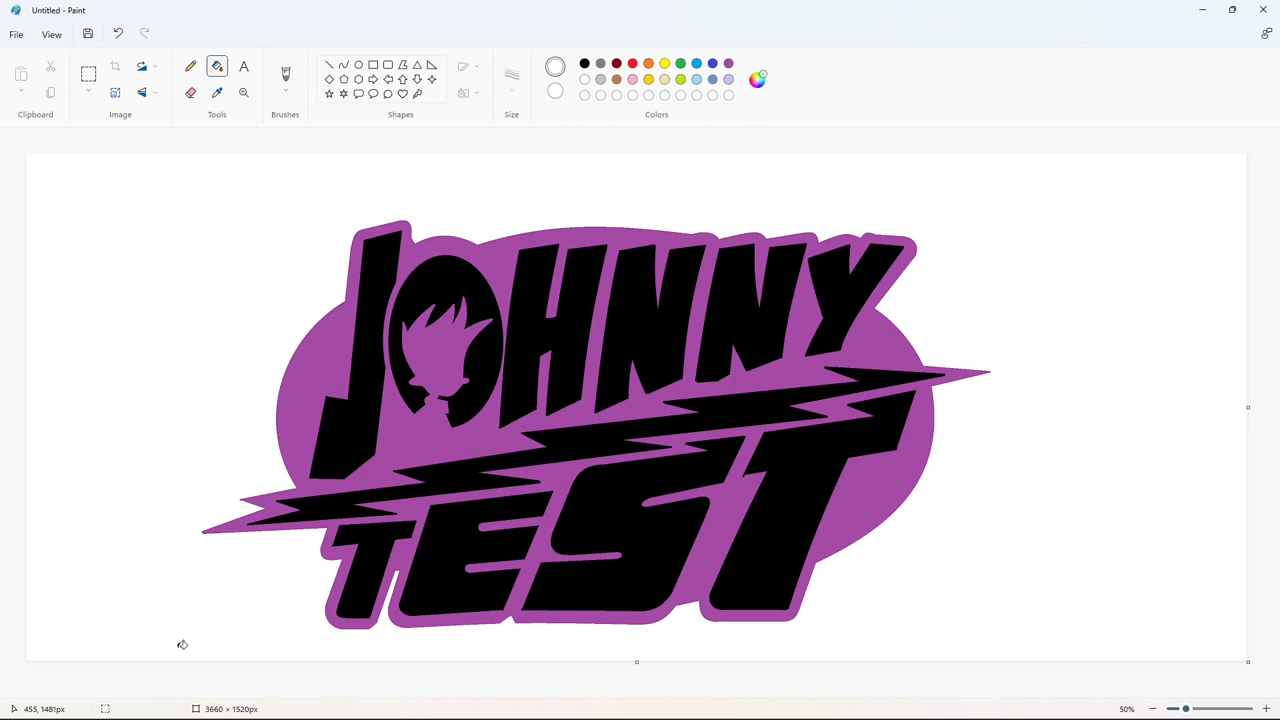 Untitled - Paint
File
View
Clipboard
Image
Tools
Brushes
Shapes
Size
Colors
JOHNNY
TEST
455, 1481px
3660 × 1520px
50%